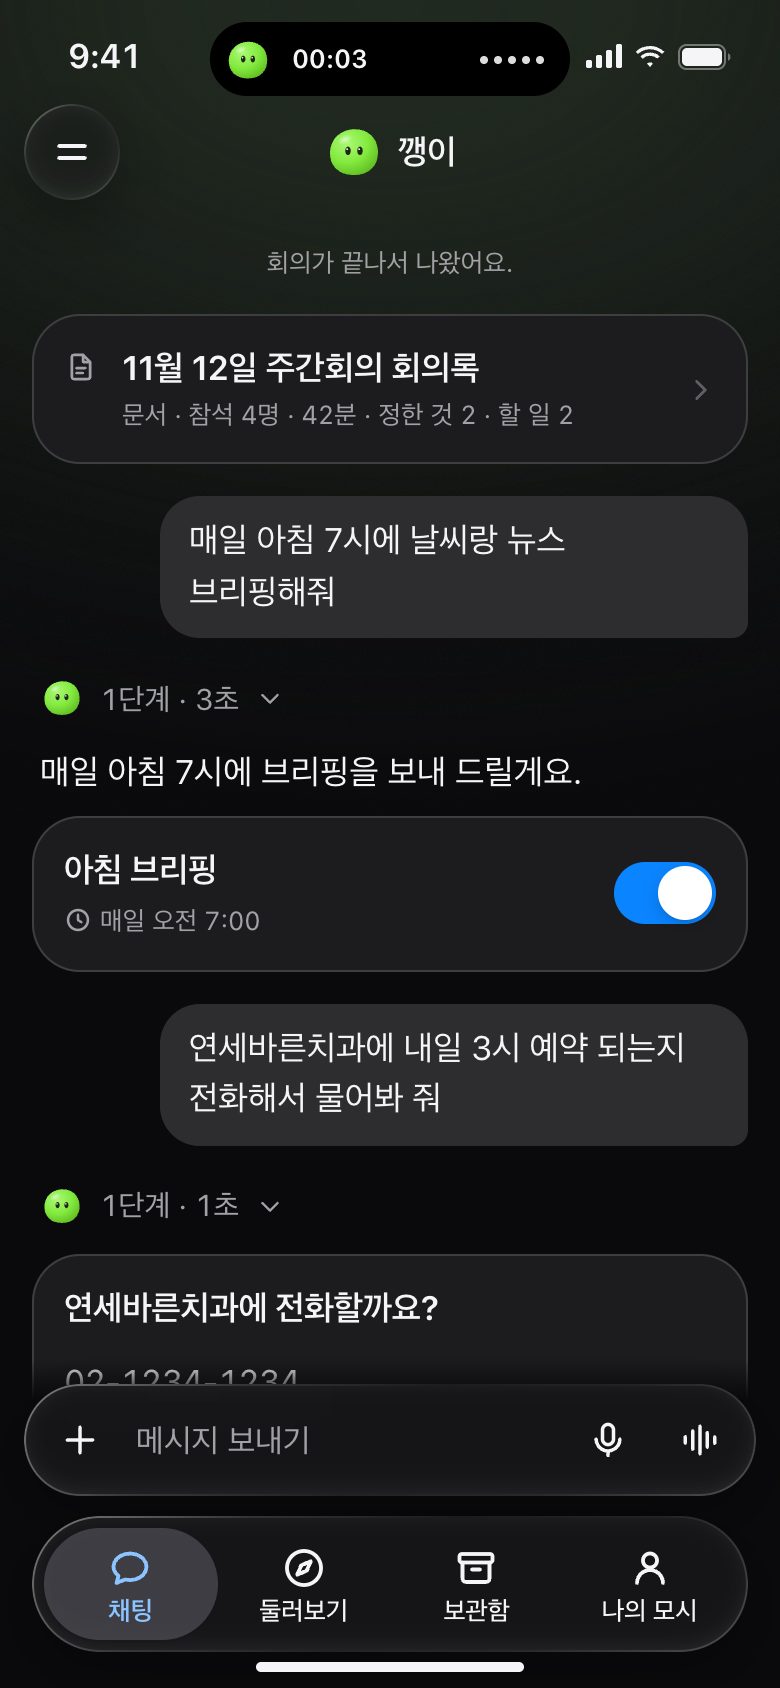 9:41
00:03
깽이
회의가 끝나서 나왔어요.
11월 12일 주간회의 회의록
문서 · 참석 4명 · 42분 · 정한 것 2 · 할 일 2
매일 아침 7시에 날씨랑 뉴스
브리핑해줘
1단계 · 3초
매일 아침 7시에 브리핑을 보내 드릴게요.
아침 브리핑
매일 오전 7:00
연세바른치과에 내일 3시 예약 되는지
전화해서 물어봐 줘
1단계 · 1초
연세바른치과에 전화할까요?
02-1234-1234
메시지 보내기
채팅
둘러보기
보관함
나의 모시